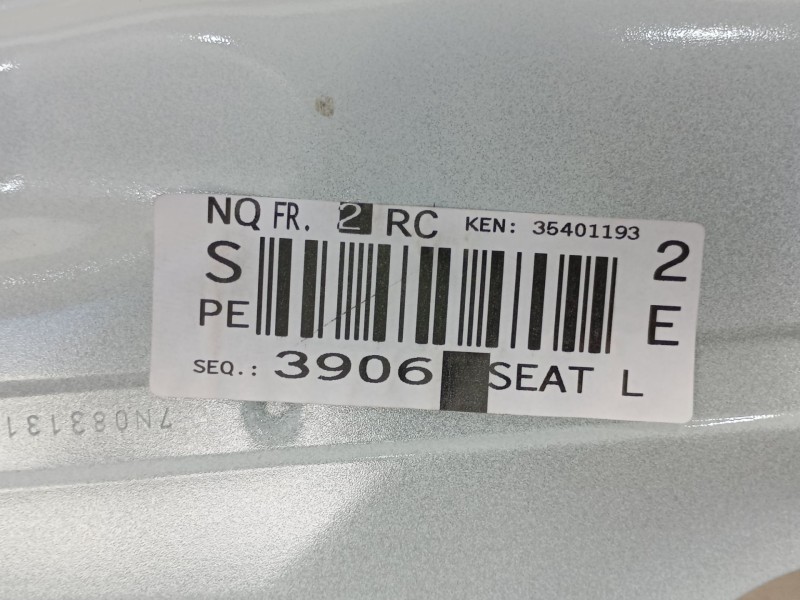 NQ FR. 2 RC KEN: 35401193
S 2
PE E
SEQ.: 3906 SEAT L
7N083131